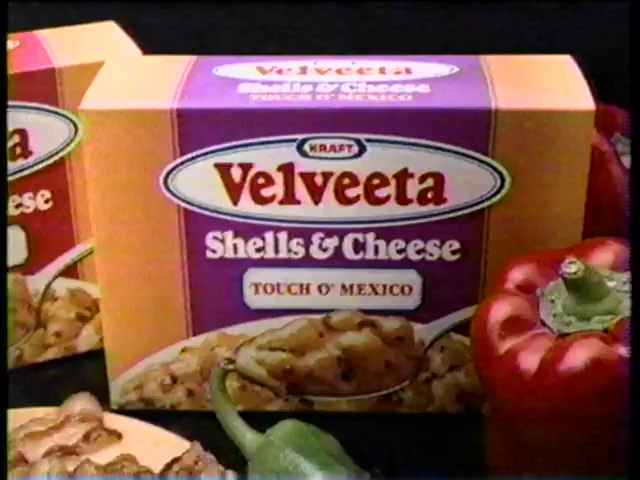 Velveeta
Shells & Cheese
TOUCH O' MEXICO
a
ese
KRAFT
Velveeta
Shells & Cheese
TOUCH O' MEXICO